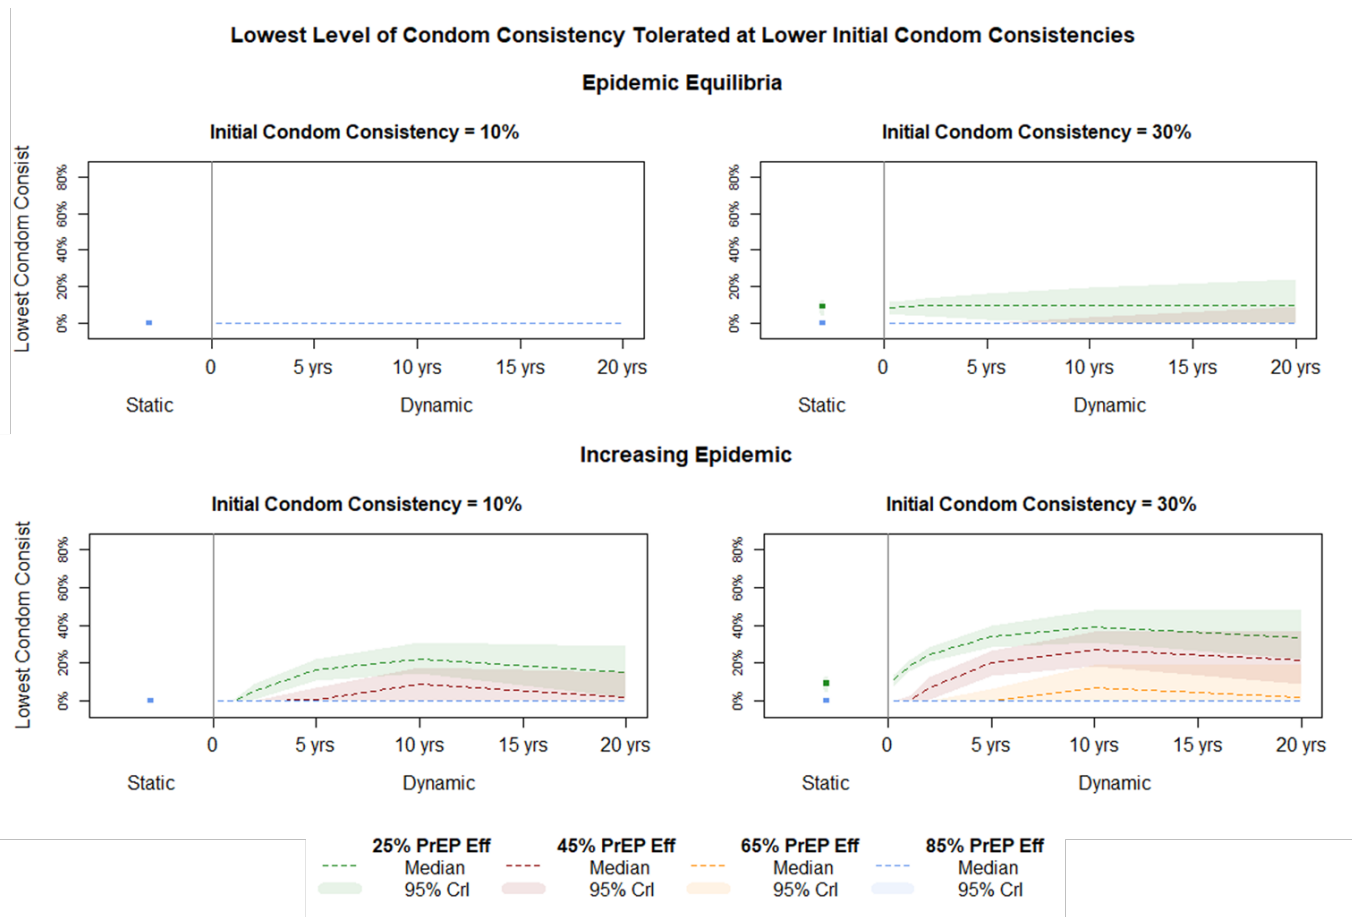 Lowest Level of Condom Consistency Tolerated at Lower Initial Condom Consistencies
Epidemic Equilibria
Initial Condom Consistency = 10%
Initial Condom Consistency = 30%
Lowest Condom Consist
80%
60%
40%
20%
0%
80%
60%
40%
20%
0%
0 5 yrs 10 yrs 15 yrs 20 yrs
0 5 yrs 10 yrs 15 yrs 20 yrs
Static Dynamic
Static Dynamic
Increasing Epidemic
Initial Condom Consistency = 10%
Initial Condom Consistency = 30%
Lowest Condom Consist
80%
60%
40%
20%
0%
80%
60%
40%
20%
0%
0 5 yrs 10 yrs 15 yrs 20 yrs
0 5 yrs 10 yrs 15 yrs 20 yrs
Static Dynamic
Static Dynamic
25% PrEP Eff 45% PrEP Eff 65% PrEP Eff 85% PrEP Eff
Median Median Median Median
95% CrI 95% CrI 95% CrI 95% CrI